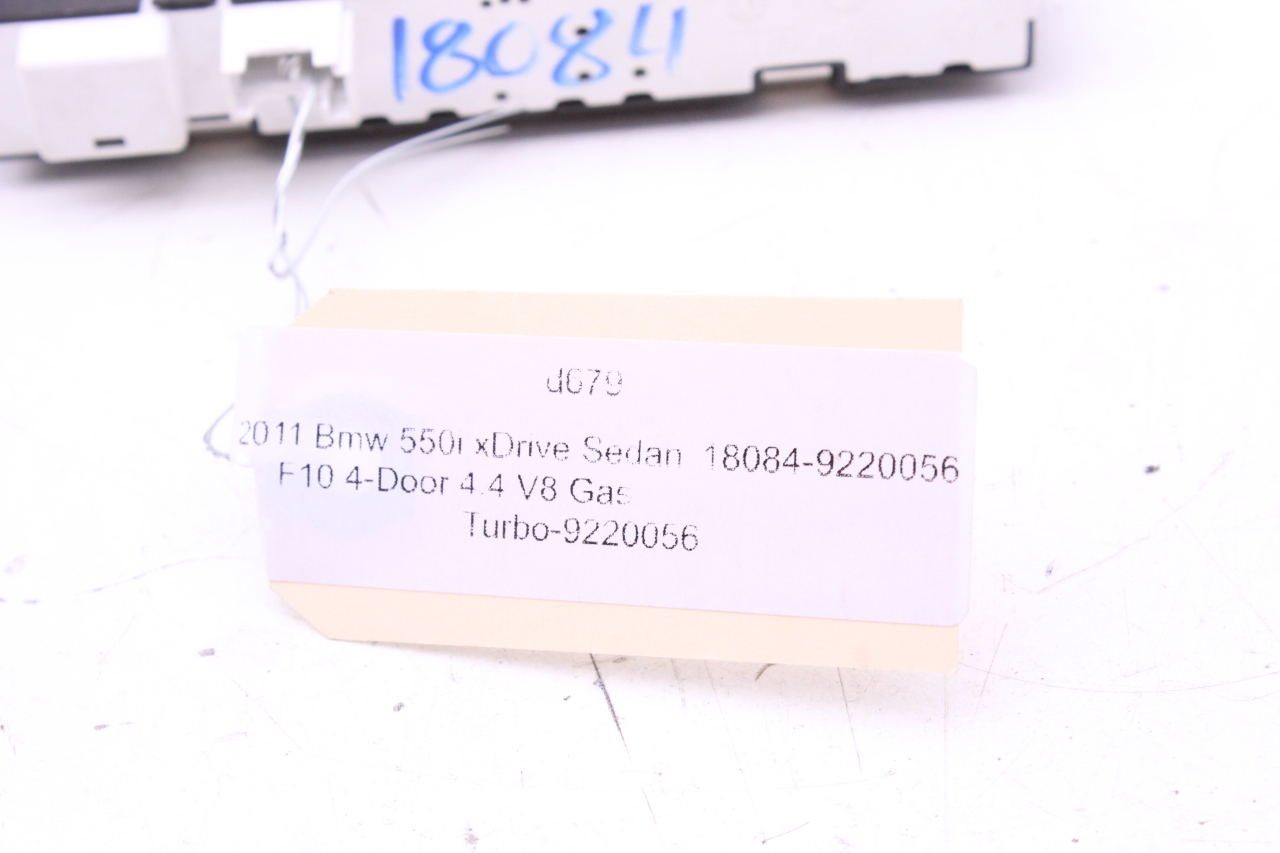 18084
d679
2011 Bmw 550i xDrive Sedan 18084-9220056
F10 4-Door 4.4 V8 Gas
Turbo-9220056